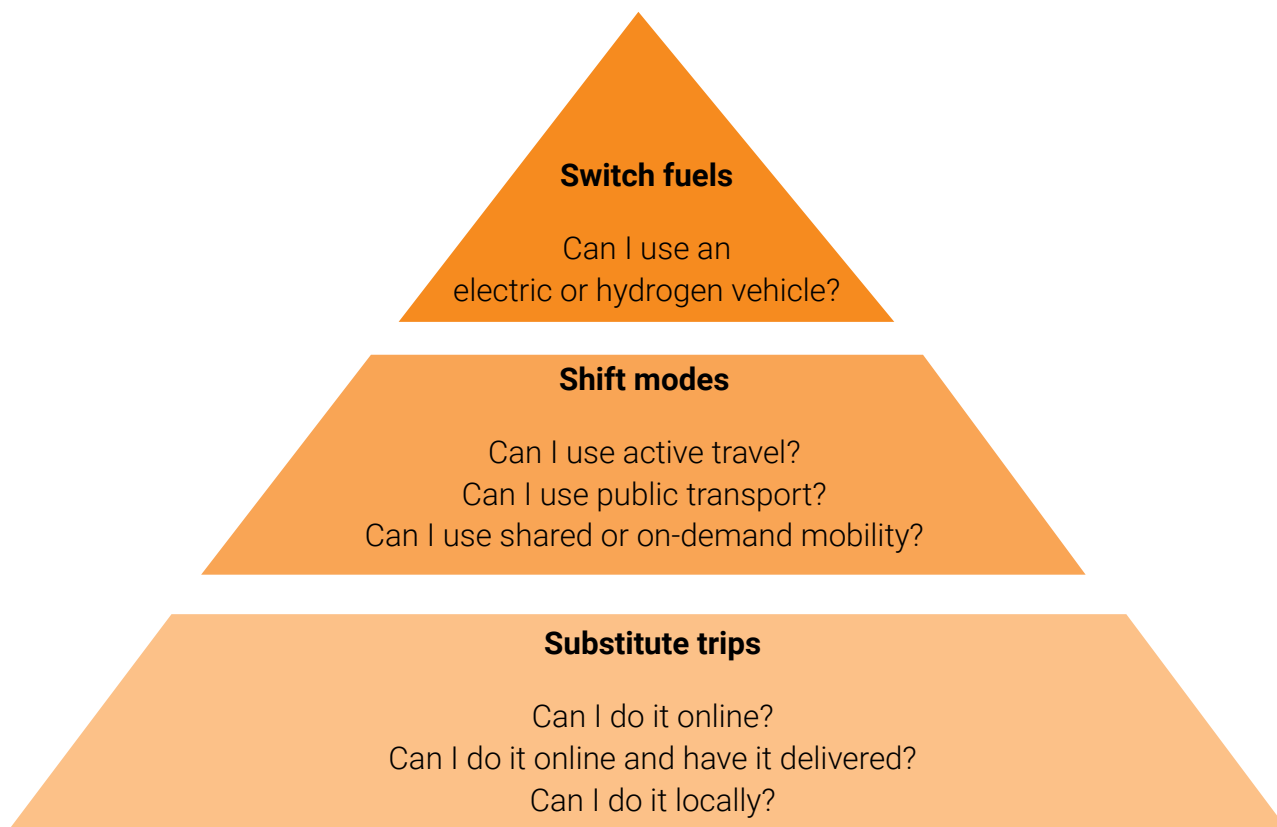 Switch fuels
Can I use an
electric or hydrogen vehicle?
Shift modes
Can I use active travel?
Can I use public transport?
Can I use shared or on-demand mobility?
Substitute trips
Can I do it online?
Can I do it online and have it delivered?
Can I do it locally?